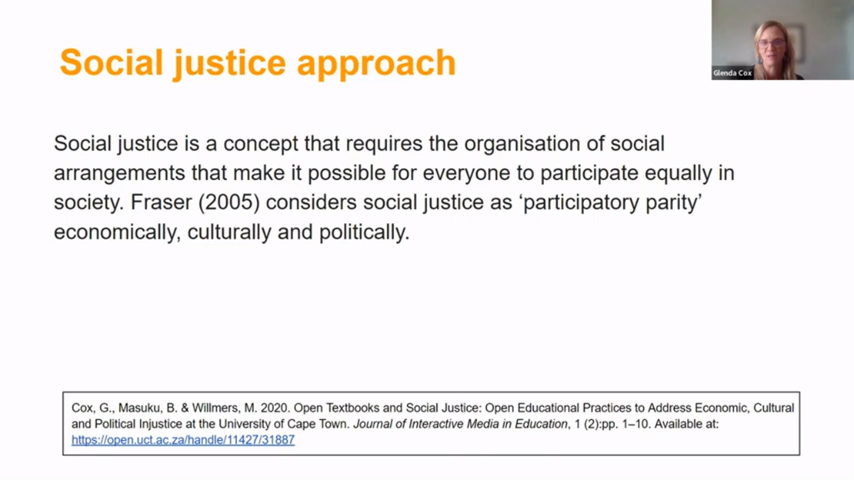 Social justice approach
Glenda Cox
Social justice is a concept that requires the organisation of social
arrangements that make it possible for everyone to participate equally in
society. Fraser (2005) considers social justice as ‘participatory parity’
economically, culturally and politically.
Cox, G., Masuku, B. & Willmers, M. 2020. Open Textbooks and Social Justice: Open Educational Practices to Address Economic, Cultural
and Political Injustice at the University of Cape Town. Journal of Interactive Media in Education, 1 (2):pp. 1–10. Available at:
https://open.uct.ac.za/handle/11427/31887